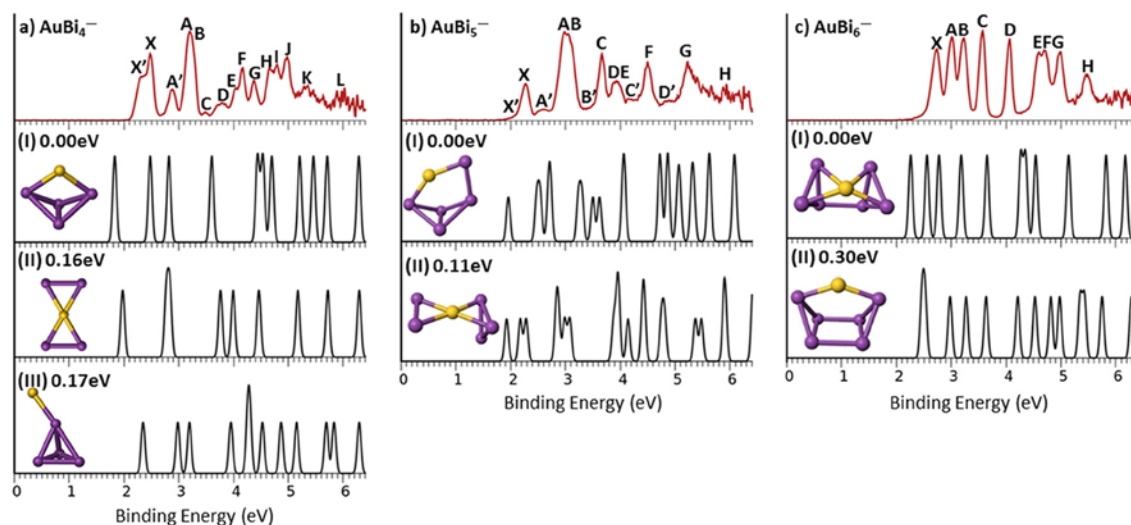 a) AuBi4−
X' X A' A B C D E F G' H I J K L
(I) 0.00eV
(II) 0.16eV
(III) 0.17eV
0 1 2 3 4 5 6
Binding Energy (eV)
b) AuBi5−
X' X A' AB B' C DE C' F D' G H
(I) 0.00eV
(II) 0.11eV
0 1 2 3 4 5 6
Binding Energy (eV)
c) AuBi6−
X AB C D EFG H
(I) 0.00eV
(II) 0.30eV
0 1 2 3 4 5 6
Binding Energy (eV)